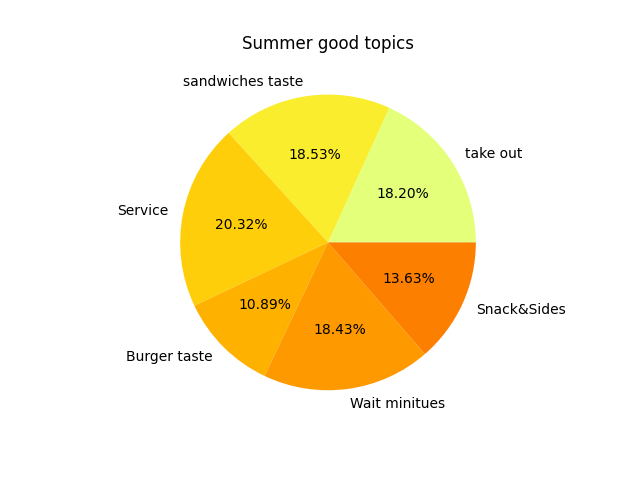 Summer good topics
sandwiches taste
take out
18.53%
18.20%
Service
20.32%
10.89%
13.63%
Snack&Sides
18.43%
Burger taste
Wait minitues